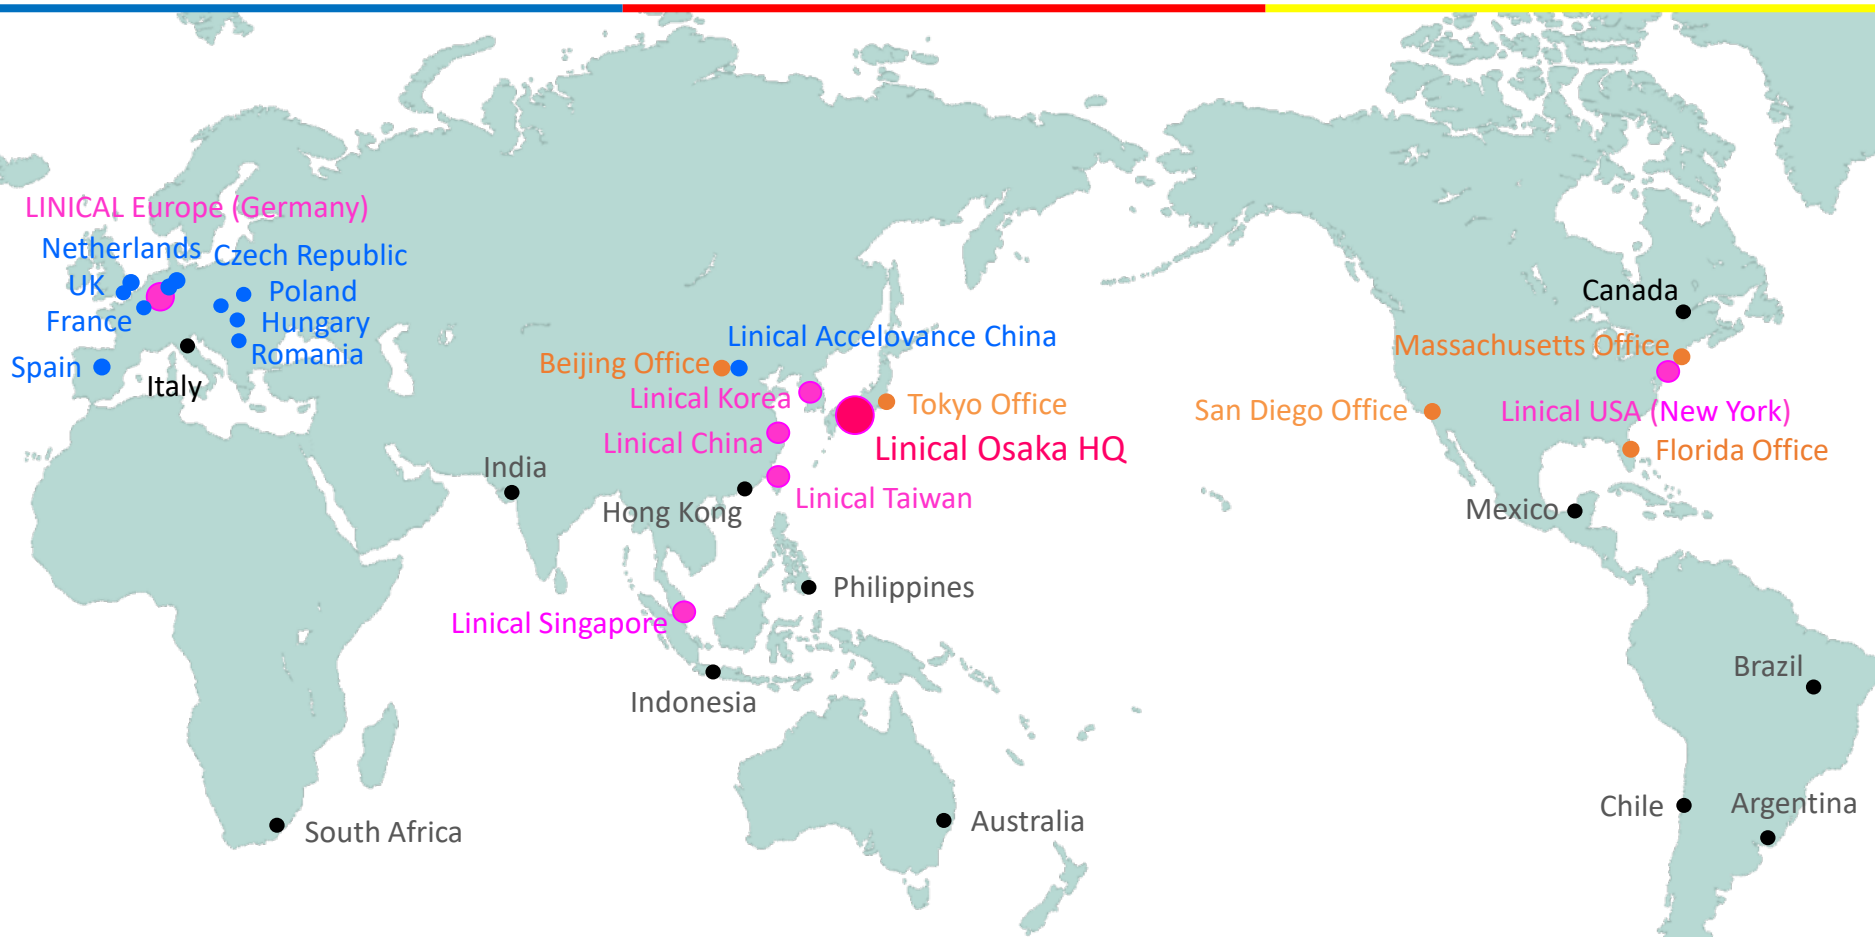 LINICAL Europe (Germany)
Netherlands
Czech Republic
UK
Poland
France
Hungary
Romania
Spain
Italy
Linical Accelovance China
Beijing Office
Linical Korea
Tokyo Office
Linical China
Linical Osaka HQ
India
Hong Kong
Linical Taiwan
Philippines
Linical Singapore
Indonesia
South Africa
Australia
Canada
Massachusetts Office
San Diego Office
Linical USA (New York)
Florida Office
Mexico
Brazil
Chile
Argentina